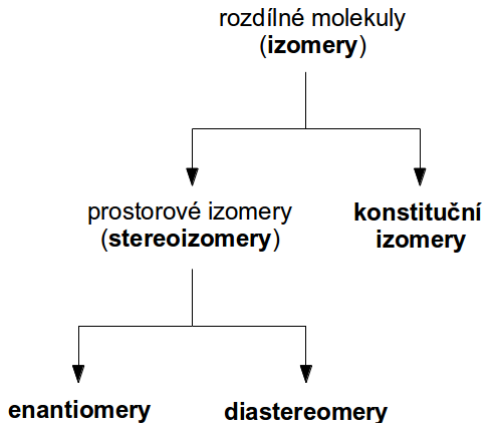 rozdílné molekuly
(izomery)
prostorové izomery
(stereoizomery)
konstituční
izomery
enantiomery
diastereomery